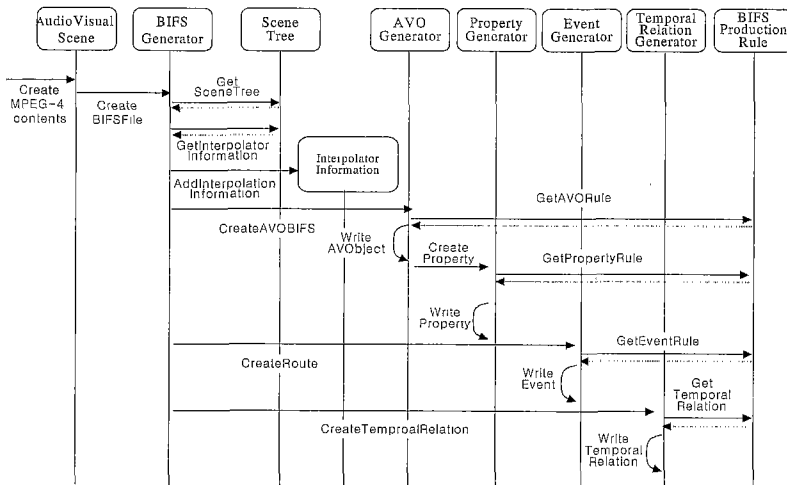 AudioVisual
Scene
BIFS
Generator
Scene
Tree
AVO
Generator
Property
Generator
Event
Generator
Temporal
Relation
Generator
BIFS
Production
Rule
Create
MPEG-4
contents
Create
BIFSFile
Get
SceneTree
GetInterpolator
Information
AddInterpolation
Information
Interpolator
Information
CreateAVOBIFS
Write
AVObject
GetAVORule
Create
Property
GetPropertyRule
Write
Property
CreateRoute
GetEventRule
Write
Event
CreateTemproalRelation
Get
Temporal
Relation
Write
Temporal
Relation